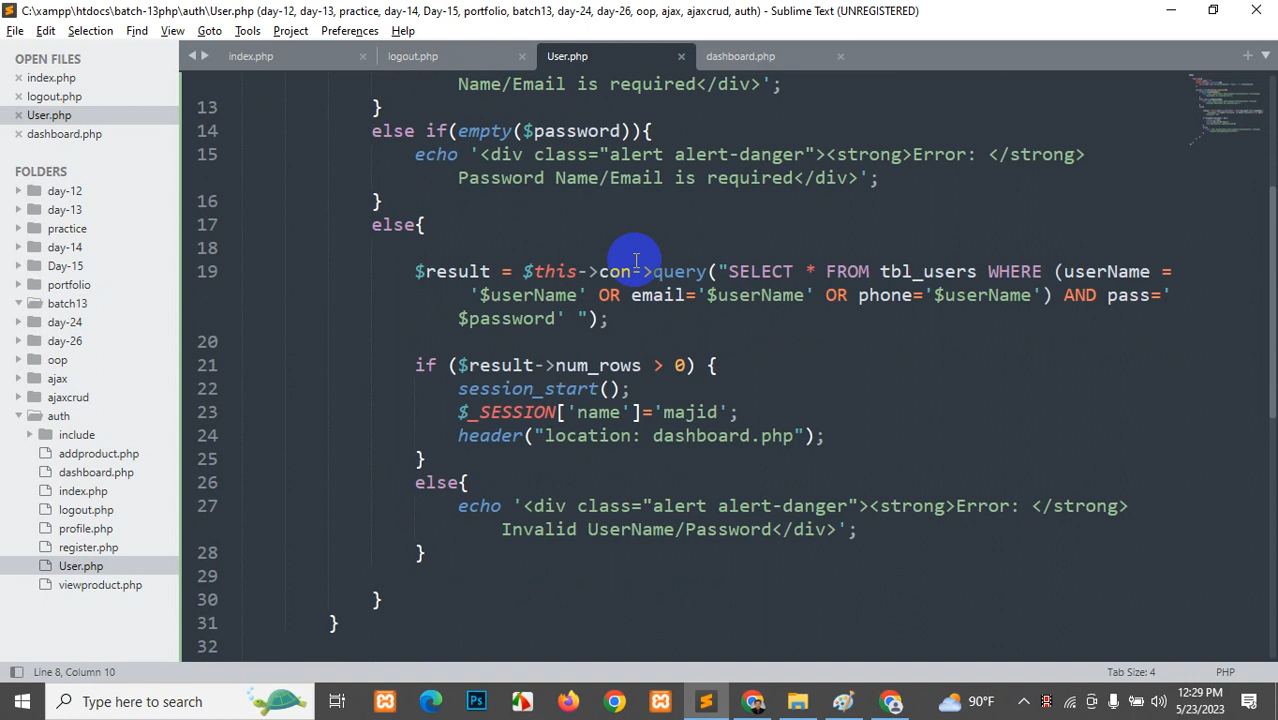 C:\xampp\htdocs\batch-13php\auth\User.php (day-12, day-13, practice, day-14, Day-15, portfolio, batch13, day-24, day-26, oop, ajax, ajaxcrud, auth) - Sublime Text (UNREGISTERED)
File Edit Selection Find View Goto Tools Project Preferences Help
OPEN FILES
index.php
logout.php
User.php
dashboard.php
FOLDERS
day-12
day-13
practice
day-14
Day-15
portfolio
batch13
day-24
day-26
oop
ajax
ajaxcrud
auth
include
addproduct.php
dashboard.php
index.php
logout.php
profile.php
register.php
User.php
viewproduct.php
index.php logout.php User.php dashboard.php
Name/Email is required</div>';
13 }
14 else if(empty($password)){
15 echo '<div class="alert alert-danger"><strong>Error: </strong>
Password Name/Email is required</div>';
16 }
17 else{
18
19 $result = $this->con->query("SELECT * FROM tbl_users WHERE (userName =
'$userName' OR email='$userName' OR phone='$userName') AND pass='
$password' ");
20
21 if ($result->num_rows > 0) {
22 session_start();
23 $_SESSION['name']='majid';
24 header("location: dashboard.php");
25 }
26 else{
27 echo '<div class="alert alert-danger"><strong>Error: </strong>
Invalid UserName/Password</div>';
28 }
29
30 }
31 }
32
Line 8, Column 10 Tab Size: 4 PHP
Type here to search 90°F 12:29 PM
5/23/2023